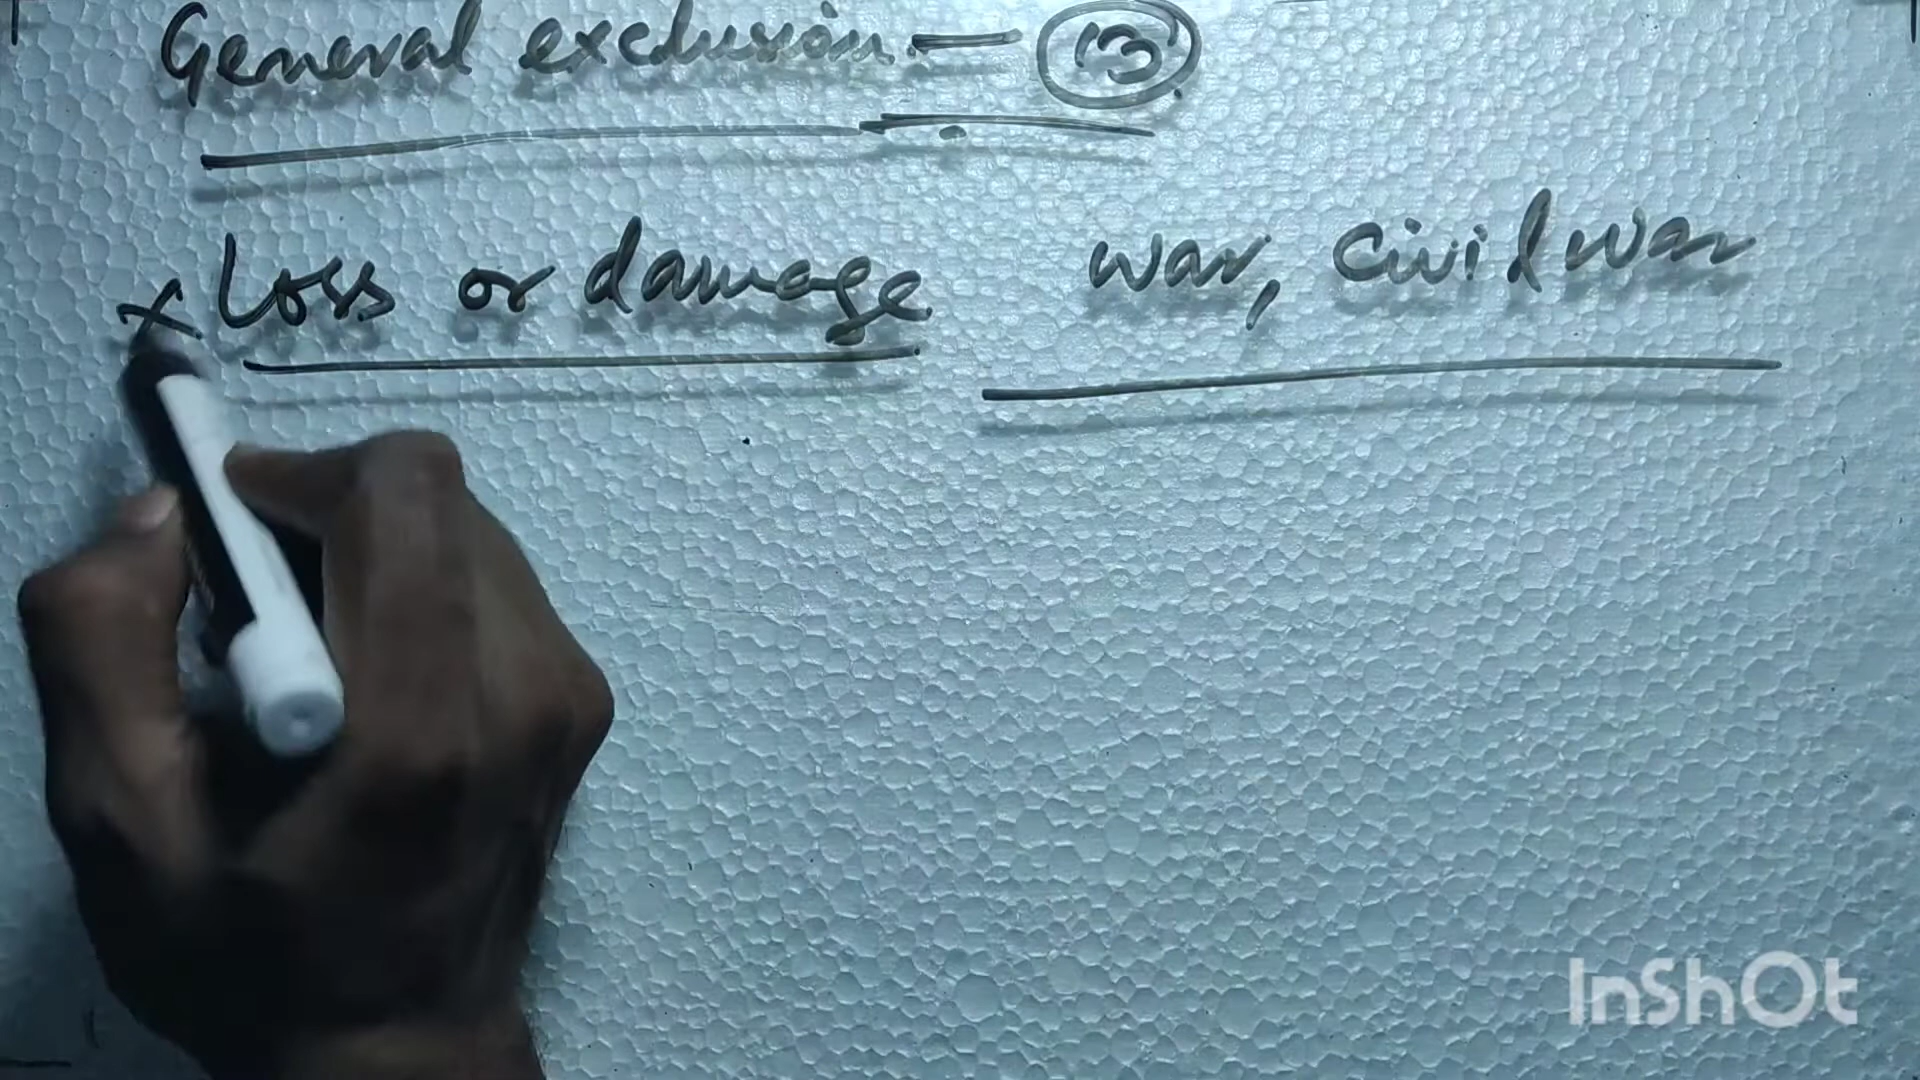 General exclusion. — 13
x Loss or damage war, civil war
InShOt